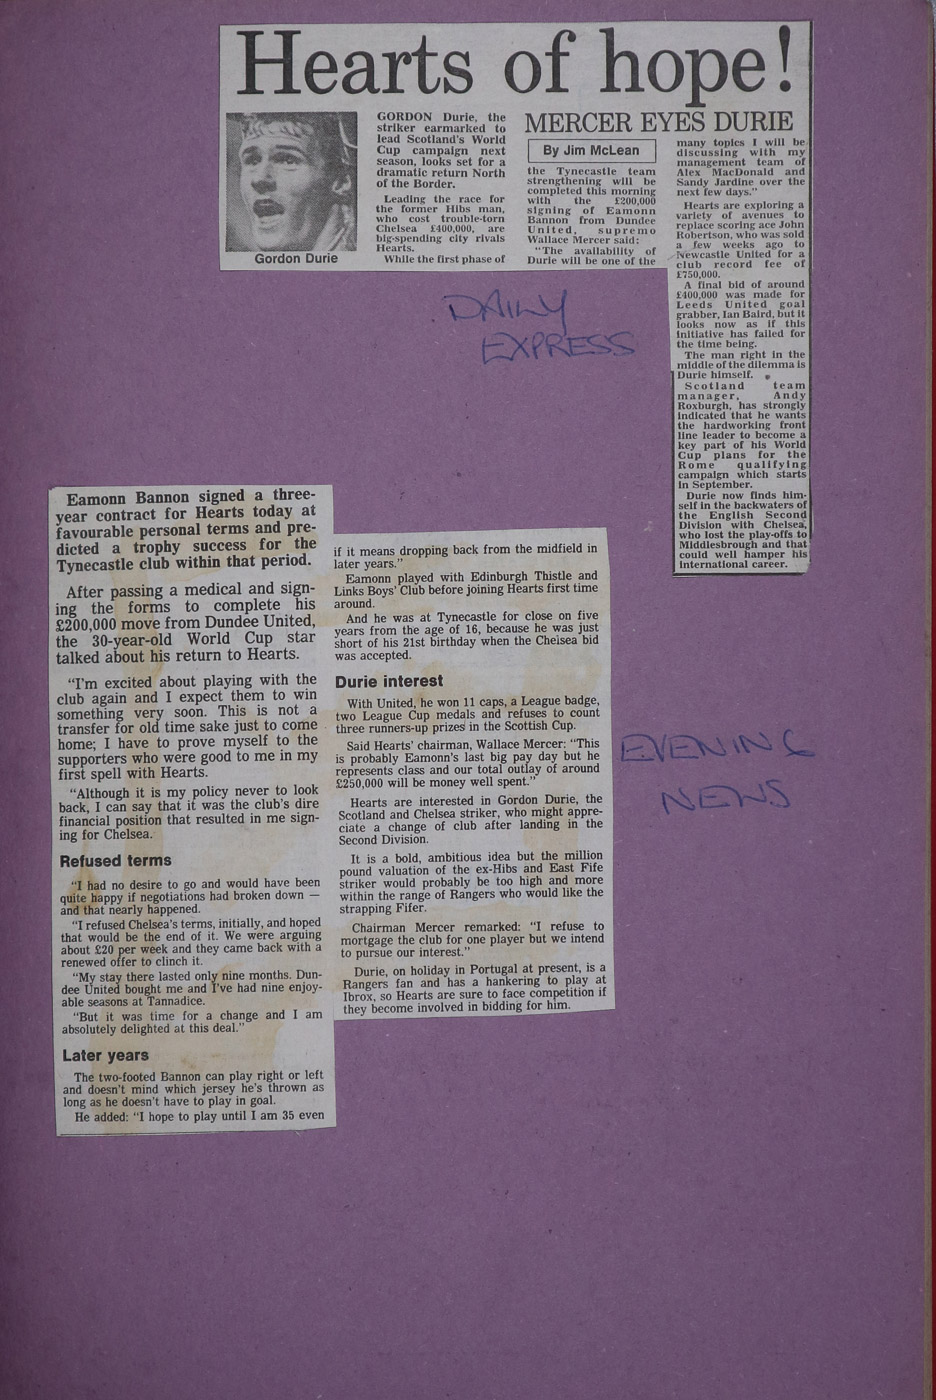 Hearts of hope!
MERCER EYES DURIE
Gordon Durie
GORDON Durie, the
striker earmarked to
lead Scotland's World
Cup campaign next
season, looks set for a
dramatic return North
of the Border.
Leading the race for
the former Hibs man,
who cost trouble-torn
Chelsea £400,000, are
big-spending city rivals
Hearts.
While the first phase of
By Jim McLean
the Tynecastle team
strengthening will be
completed this morning
with the £200,000
signing of Eamonn
Bannon from Dundee
United, supremo
Wallace Mercer said:
"The availability of
Durie will be one of the
many topics I will be
discussing with my
management team of
Alex MacDonald and
Sandy Jardine over the
next few days."
Hearts are exploring a
variety of avenues to
replace scoring ace John
Robertson, who was sold
a few weeks ago to
Newcastle United for a
club record fee of
£750,000.
A final bid of around
£400,000 was made for
Leeds United goal
grabber, Ian Baird, but it
looks now as if this
initiative has failed for
the time being.
The man right in the
middle of the dilemma is
Durie himself.
Scotland team
manager, Andy
Roxburgh, has strongly
indicated that he wants
the hardworking front
line leader to become a
key part of his World
Cup plans for the
Rome qualifying
campaign which starts
in September.
Durie now finds him-
self in the backwaters of
the English Second
Division with Chelsea,
who lost the play-offs to
Middlesbrough and that
could well hamper his
international career.
DAILY
EXPRESS
Eamonn Bannon signed a three-
year contract for Hearts today at
favourable personal terms and pre-
dicted a trophy success for the
Tynecastle club within that period.
After passing a medical and sign-
ing the forms to complete his
£200,000 move from Dundee United,
the 30-year-old World Cup star
talked about his return to Hearts.
"I'm excited about playing with the
club again and I expect them to win
something very soon. This is not a
transfer for old time sake just to come
home; I have to prove myself to the
supporters who were good to me in my
first spell with Hearts.
"Although it is my policy never to look
back, I can say that it was the club's dire
financial position that resulted in me sign-
ing for Chelsea.
Refused terms
"I had no desire to go and would have been
quite happy if negotiations had broken down —
and that nearly happened.
"I refused Chelsea's terms, initially, and hoped
that would be the end of it. We were arguing
about £20 per week and they came back with a
renewed offer to clinch it.
"My stay there lasted only nine months. Dun-
dee United bought me and I've had nine enjoy-
able seasons at Tannadice.
"But it was time for a change and I am
absolutely delighted at this deal."
Later years
The two-footed Bannon can play right or left
and doesn't mind which jersey he's thrown as
long as he doesn't have to play in goal.
He added: "I hope to play until I am 35 even
if it means dropping back from the midfield in
later years."
Eamonn played with Edinburgh Thistle and
Links Boys' Club before joining Hearts first time
around.
And he was at Tynecastle for close on five
years from the age of 16, because he was just
short of his 21st birthday when the Chelsea bid
was accepted.
Durie interest
With United, he won 11 caps, a League badge,
two League Cup medals and refuses to count
three runners-up prizes in the Scottish Cup.
Said Hearts' chairman, Wallace Mercer: "This
is probably Eamonn's last big pay day but he
represents class and our total outlay of around
£250,000 will be money well spent."
Hearts are interested in Gordon Durie, the
Scotland and Chelsea striker, who might appre-
ciate a change of club after landing in the
Second Division.
It is a bold, ambitious idea but the million
pound valuation of the ex-Hibs and East Fife
striker would probably be too high and more
within the range of Rangers who would like the
strapping Fifer.
Chairman Mercer remarked: "I refuse to
mortgage the club for one player but we intend
to pursue our interest."
Durie, on holiday in Portugal at present, is a
Rangers fan and has a hankering to play at
Ibrox, so Hearts are sure to face competition if
they become involved in bidding for him.
EVENING
NEWS